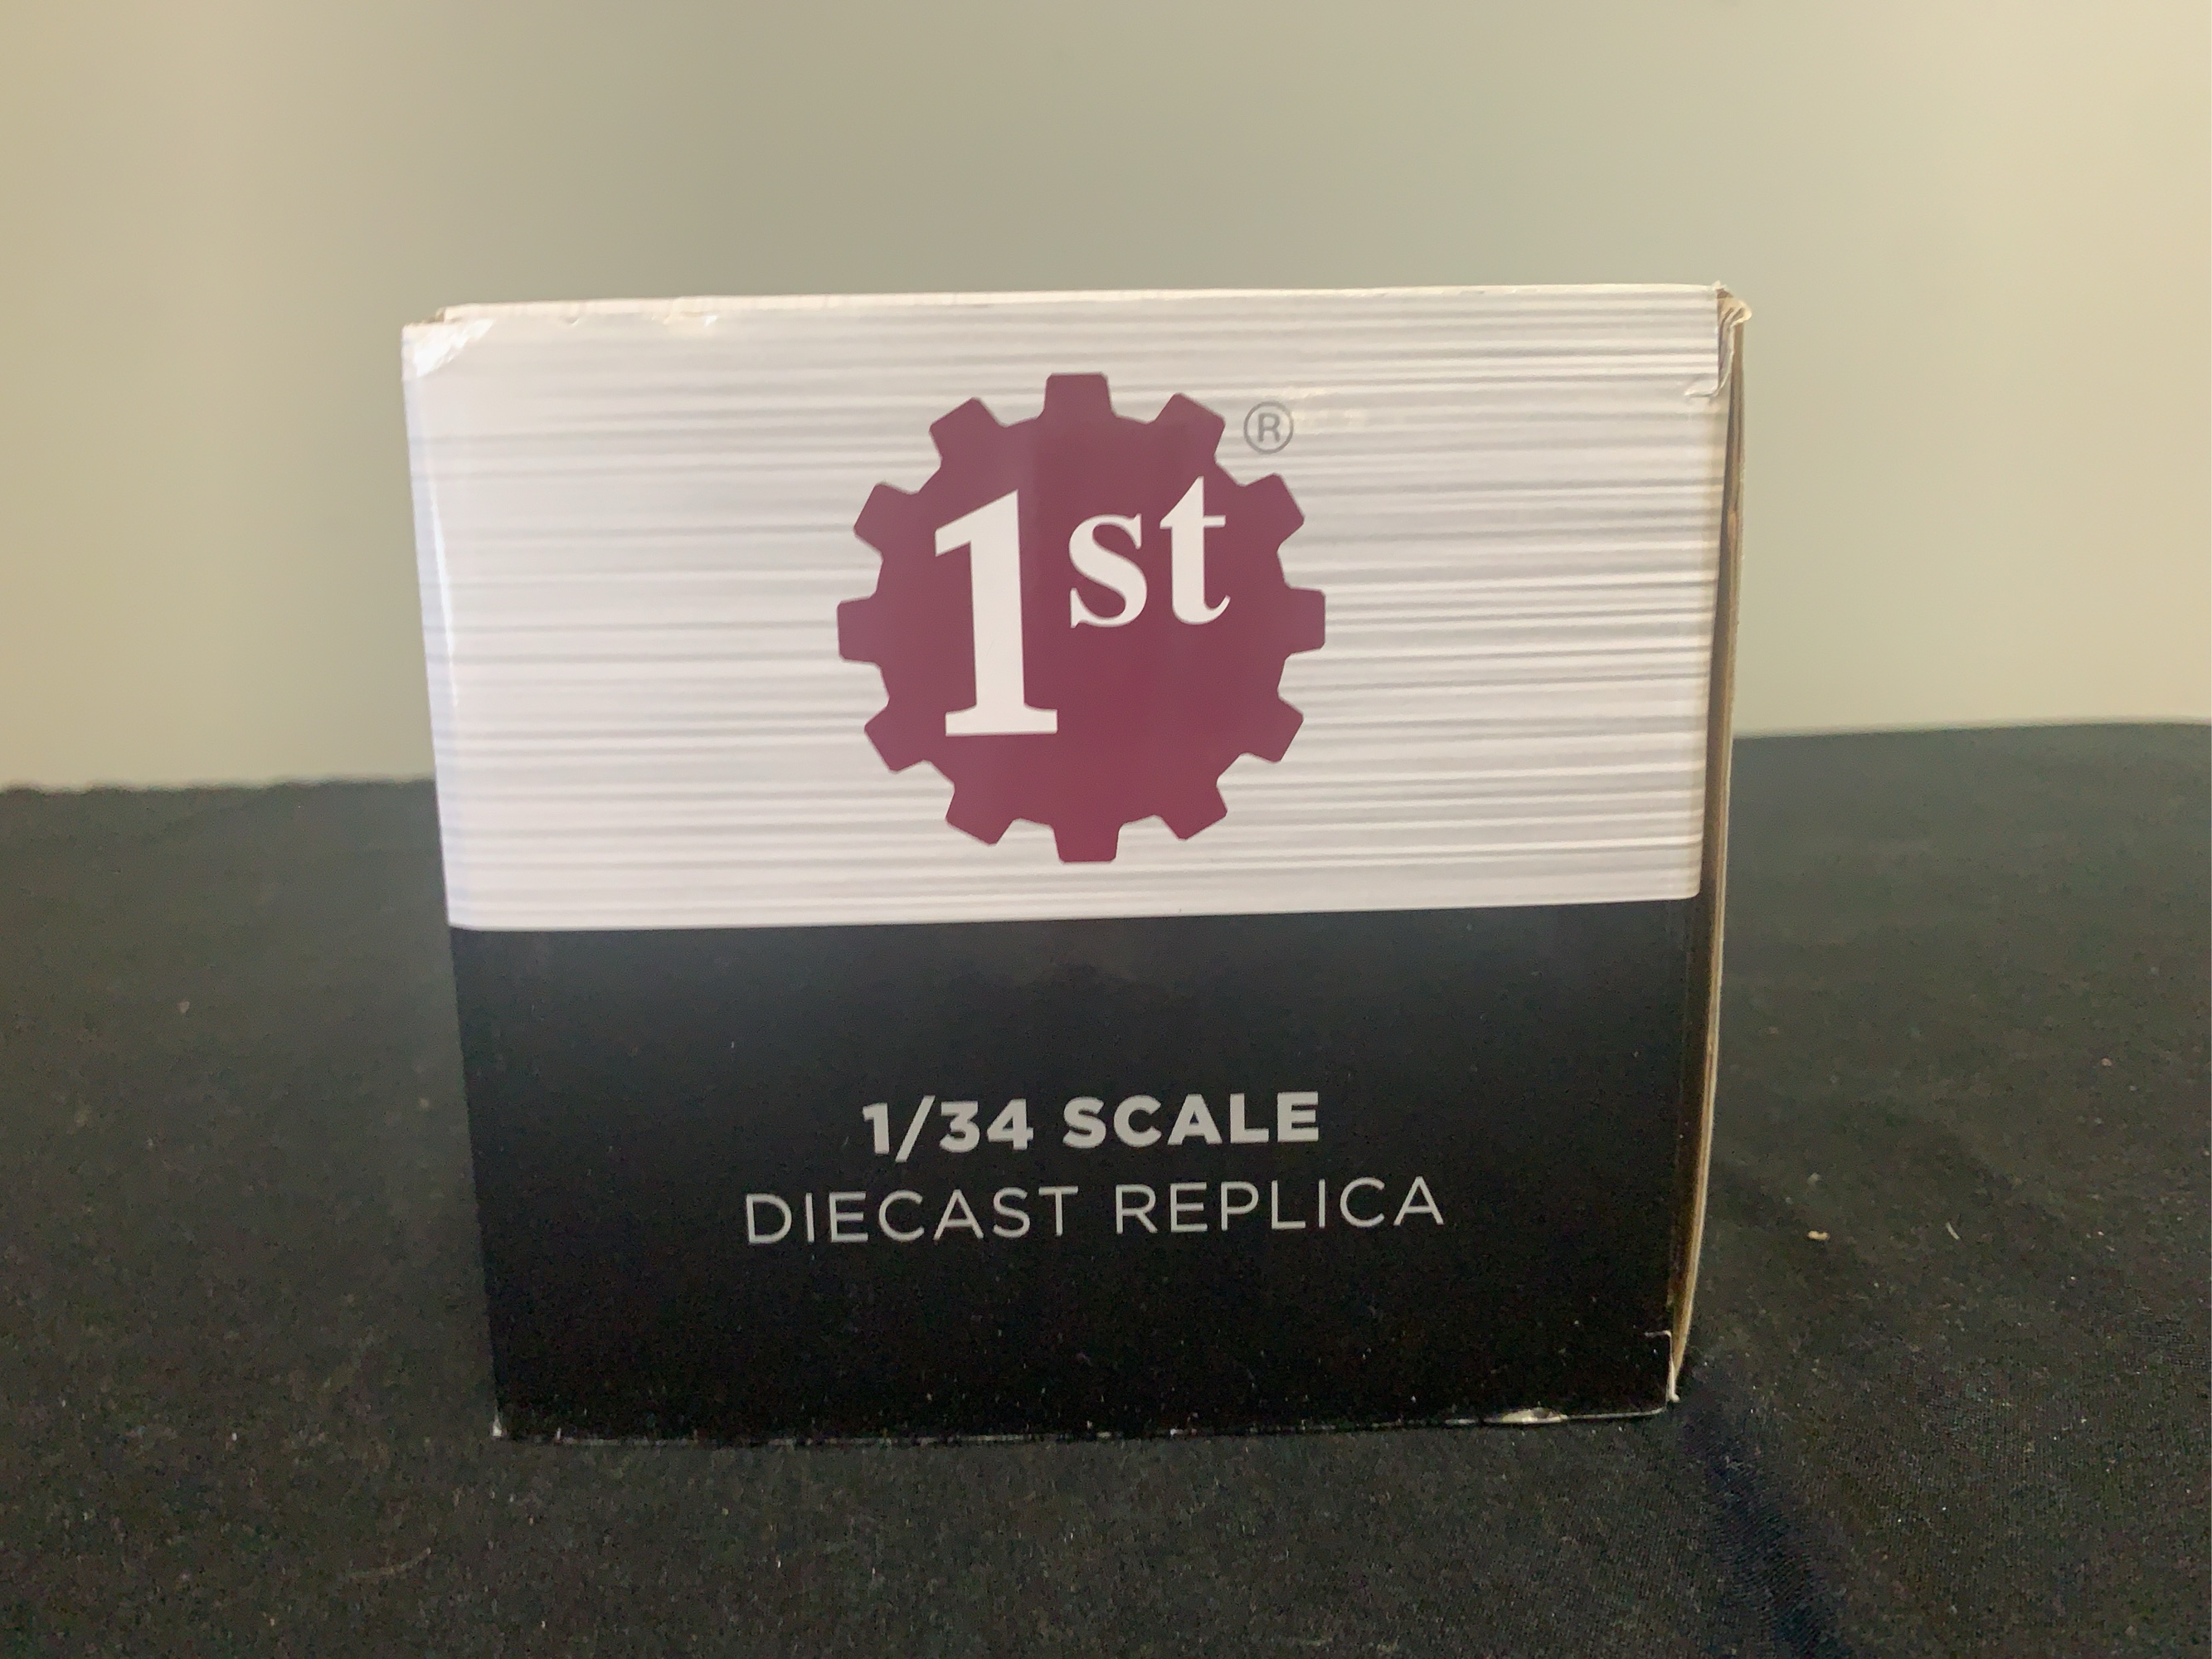 1st ®
1/34 SCALE
DIECAST REPLICA